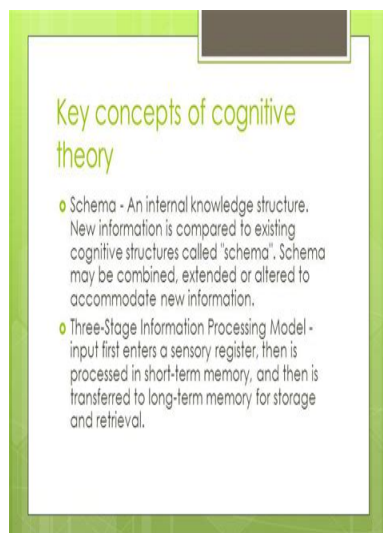 Key concepts of cognitive
theory
Schema - An internal knowledge structure.
New information is compared to existing
cognitive structures called "schema". Schema
may be combined, extended or altered to
accommodate new information.
Three-Stage Information Processing Model -
input first enters a sensory register, then is
processed in short-term memory, and then is
transferred to long-term memory for storage
and retrieval.